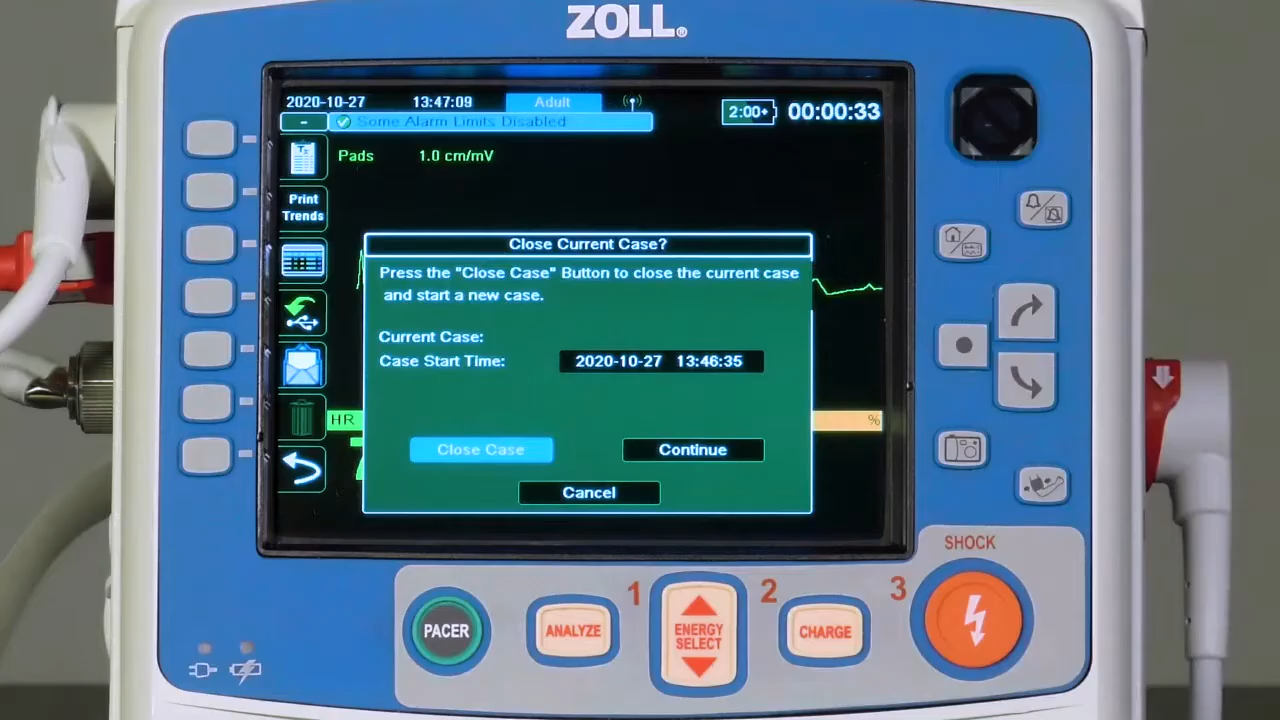 ZOLL®
2020-10-27 13:47:09 Adult 2:00+ 00:00:33
- Some Alarm Limits Disabled
Pads 1.0 cm/mV
Print
Trends
Close Current Case?
Press the "Close Case" Button to close the current case
and start a new case.
Current Case:
Case Start Time: 2020-10-27 13:46:35
HR %
Close Case Continue
Cancel
SHOCK
1 2 3
PACER ANALYZE ENERGY
SELECT CHARGE